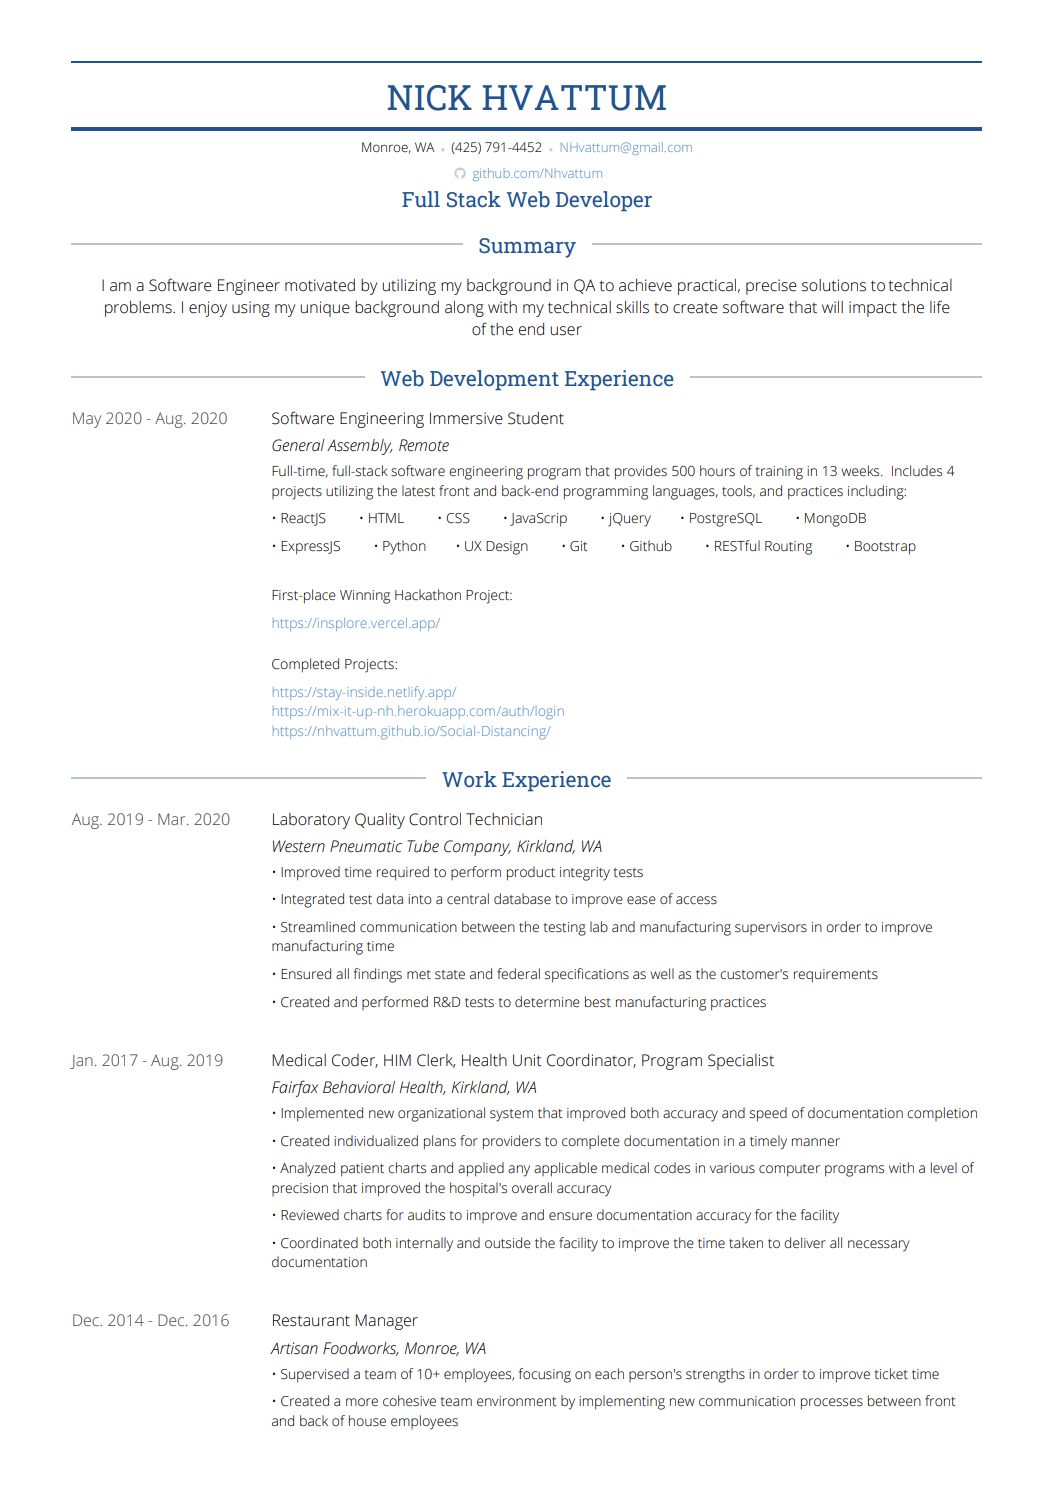 NICK HVATTUM
Monroe, WA • (425) 791-4452 • NHvattum@gmail.com
github.com/Nhvattum
Full Stack Web Developer
Summary
I am a Software Engineer motivated by utilizing my background in QA to achieve practical, precise solutions to technical
problems. I enjoy using my unique background along with my technical skills to create software that will impact the life
of the end user
Web Development Experience
May 2020 - Aug. 2020
Software Engineering Immersive Student
General Assembly, Remote
Full-time, full-stack software engineering program that provides 500 hours of training in 13 weeks. Includes 4
projects utilizing the latest front and back-end programming languages, tools, and practices including:
• ReactJS • HTML • CSS • JavaScrip • jQuery • PostgreSQL • MongoDB
• ExpressJS • Python • UX Design • Git • Github • RESTful Routing • Bootstrap
First-place Winning Hackathon Project:
https://insplore.vercel.app/
Completed Projects:
https://stay-inside.netlify.app/
https://mix-it-up-nh.herokuapp.com/auth/login
https://nhvattum.github.io/Social-Distancing/
Work Experience
Aug. 2019 - Mar. 2020
Laboratory Quality Control Technician
Western Pneumatic Tube Company, Kirkland, WA
• Improved time required to perform product integrity tests
• Integrated test data into a central database to improve ease of access
• Streamlined communication between the testing lab and manufacturing supervisors in order to improve
manufacturing time
• Ensured all findings met state and federal specifications as well as the customer's requirements
• Created and performed R&D tests to determine best manufacturing practices
Jan. 2017 - Aug. 2019
Medical Coder, HIM Clerk, Health Unit Coordinator, Program Specialist
Fairfax Behavioral Health, Kirkland, WA
• Implemented new organizational system that improved both accuracy and speed of documentation completion
• Created individualized plans for providers to complete documentation in a timely manner
• Analyzed patient charts and applied any applicable medical codes in various computer programs with a level of
precision that improved the hospital's overall accuracy
• Reviewed charts for audits to improve and ensure documentation accuracy for the facility
• Coordinated both internally and outside the facility to improve the time taken to deliver all necessary
documentation
Dec. 2014 - Dec. 2016
Restaurant Manager
Artisan Foodworks, Monroe, WA
• Supervised a team of 10+ employees, focusing on each person's strengths in order to improve ticket time
• Created a more cohesive team environment by implementing new communication processes between front
and back of house employees